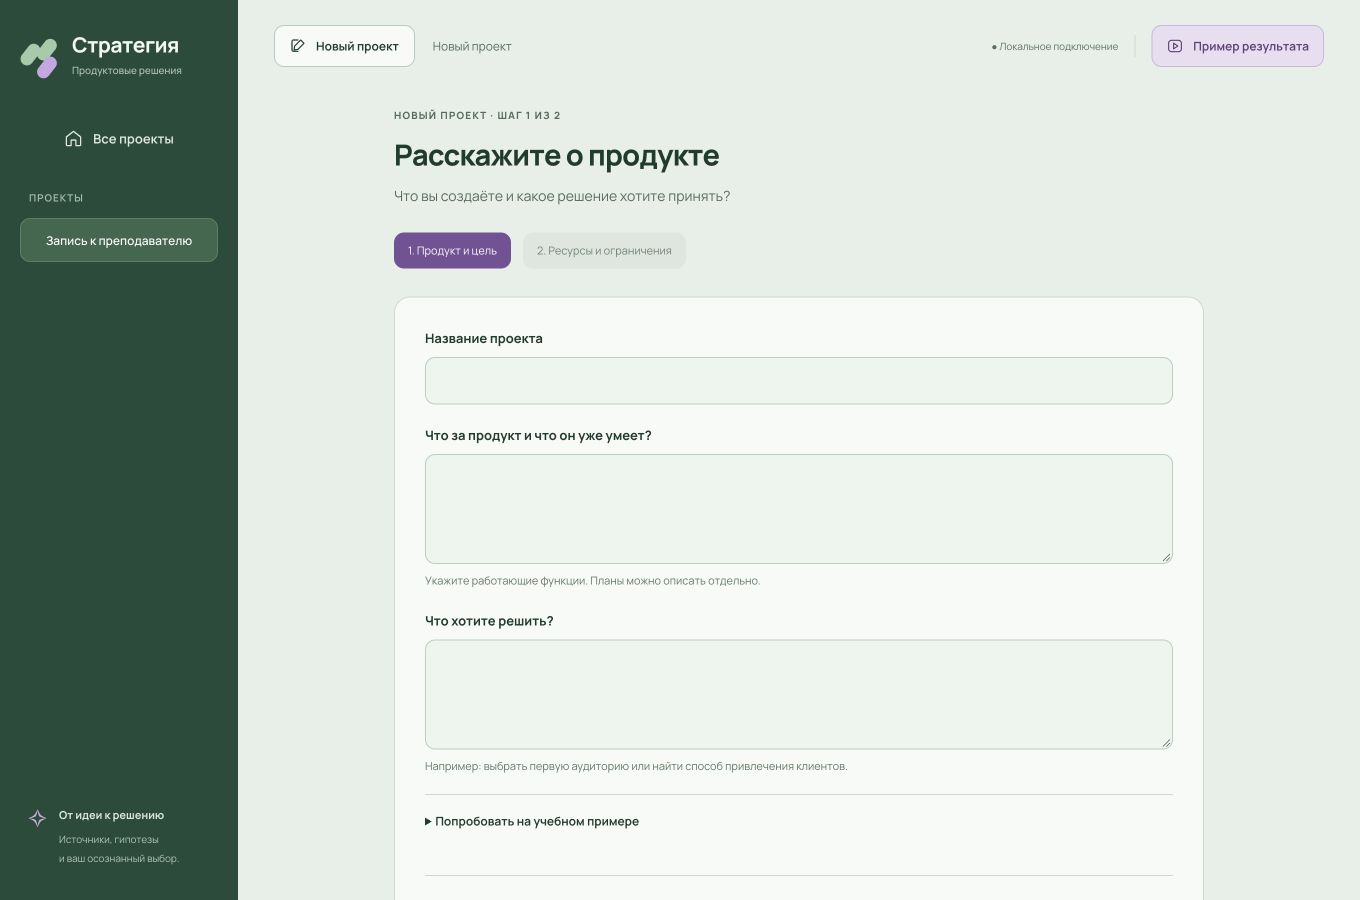 Стратегия
Продуктовые решения
Все проекты
ПРОЕКТЫ
Запись к преподавателю
От идеи к решению
Источники, гипотезы
и ваш осознанный выбор.
Новый проект
Новый проект
● Локальное подключение
Пример результата
НОВЫЙ ПРОЕКТ · ШАГ 1 ИЗ 2
Расскажите о продукте
Что вы создаёте и какое решение хотите принять?
1. Продукт и цель
2. Ресурсы и ограничения
Название проекта
Что за продукт и что он уже умеет?
Укажите работающие функции. Планы можно описать отдельно.
Что хотите решить?
Например: выбрать первую аудиторию или найти способ привлечения клиентов.
Попробовать на учебном примере